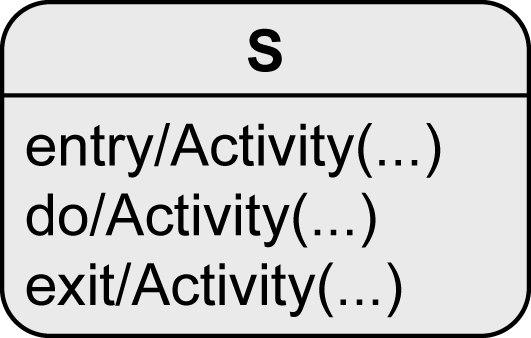 S
entry/Activity(...)
do/Activity(...)
exit/Activity(...)